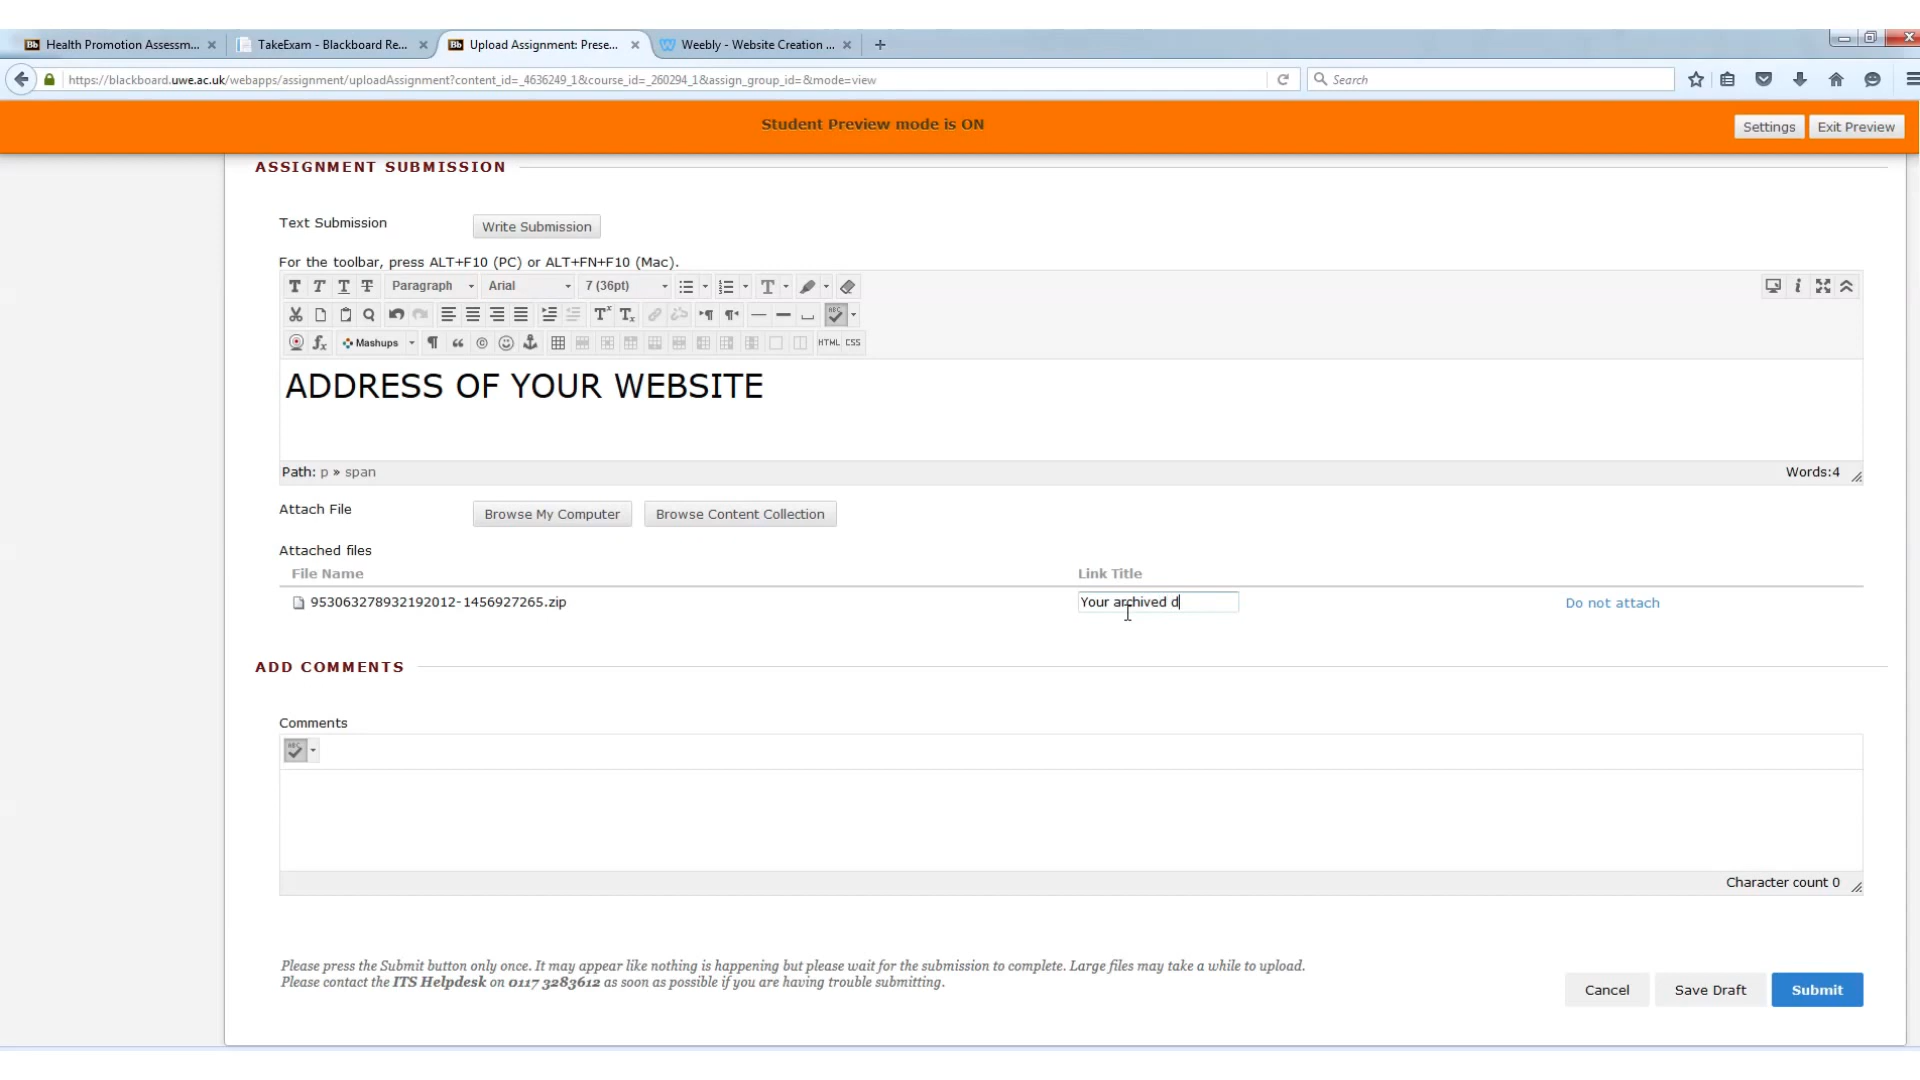 Health Promotion Assessm...
TakeExam - Blackboard Re...
Upload Assignment: Prese...
Weebly - Website Creation ...
https://blackboard.uwe.ac.uk/webapps/assignment/uploadAssignment?content_id=_4636249_1&course_id=_260294_1&assign_group_id=&mode=view
Search
Student Preview mode is ON
Settings
Exit Preview
ASSIGNMENT SUBMISSION
Text Submission
Write Submission
For the toolbar, press ALT+F10 (PC) or ALT+FN+F10 (Mac).
Paragraph
Arial
7 (36pt)
Mashups
HTML CSS
ADDRESS OF YOUR WEBSITE
Path: p » span
Words:4
Attach File
Browse My Computer
Browse Content Collection
Attached files
File Name
Link Title
953063278932192012-1456927265.zip
Your archived d
Do not attach
ADD COMMENTS
Comments
Character count 0
Please press the Submit button only once. It may appear like nothing is happening but please wait for the submission to complete. Large files may take a while to upload.
Please contact the ITS Helpdesk on 0117 3283612 as soon as possible if you are having trouble submitting.
Cancel
Save Draft
Submit